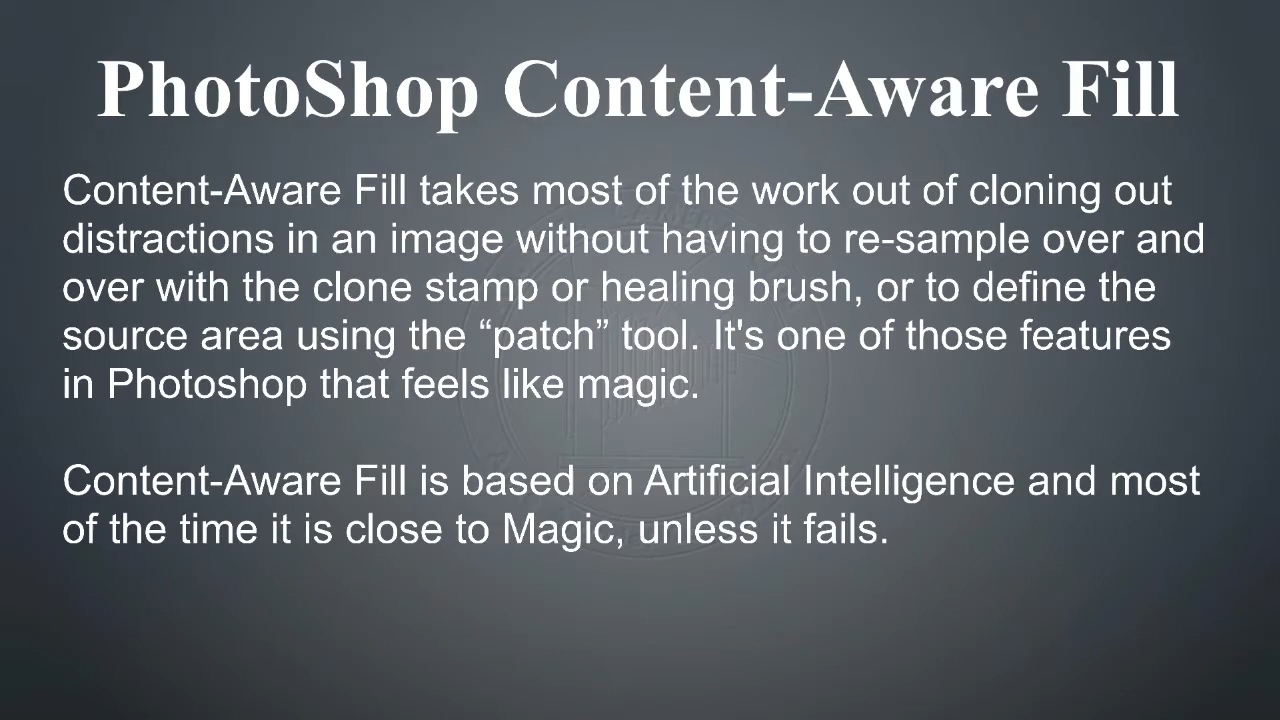 PhotoShop Content-Aware Fill
Content-Aware Fill takes most of the work out of cloning out
distractions in an image without having to re-sample over and
over with the clone stamp or healing brush, or to define the
source area using the “patch” tool. It's one of those features
in Photoshop that feels like magic.
Content-Aware Fill is based on Artificial Intelligence and most
of the time it is close to Magic, unless it fails.